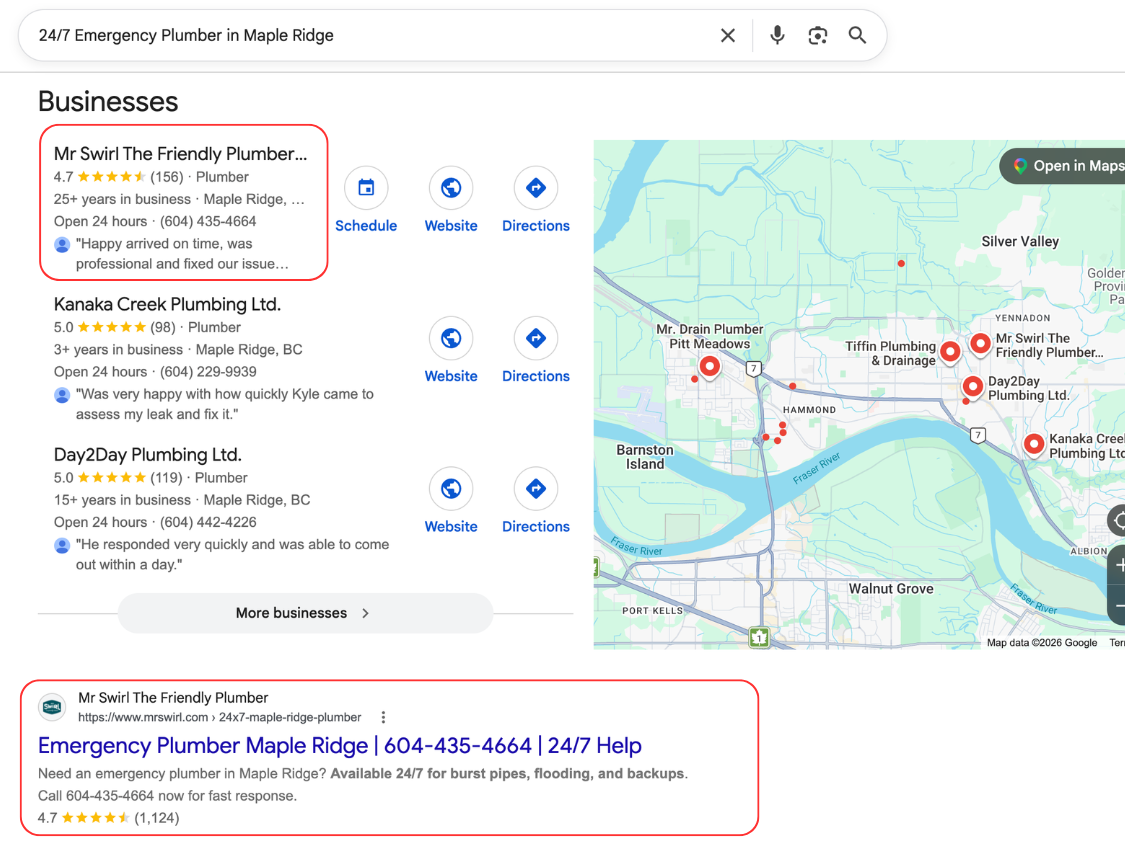 24/7 Emergency Plumber in Maple Ridge
Businesses
Mr Swirl The Friendly Plumber...
4.7 (156) · Plumber
25+ years in business · Maple Ridge, ...
Open 24 hours · (604) 435-4664
"Happy arrived on time, was
professional and fixed our issue...
Schedule
Website
Directions
Kanaka Creek Plumbing Ltd.
5.0 (98) · Plumber
3+ years in business · Maple Ridge, BC
Open 24 hours · (604) 229-9939
"Was very happy with how quickly Kyle came to
assess my leak and fix it."
Website
Directions
Day2Day Plumbing Ltd.
5.0 (119) · Plumber
15+ years in business · Maple Ridge, BC
Open 24 hours · (604) 442-4226
"He responded very quickly and was able to come
out within a day."
Website
Directions
More businesses
Open in Maps
Silver Valley
Golden
Provi
Pa
YENNADON
Mr. Drain Plumber
Pitt Meadows
Tiffin Plumbing
& Drainage
Mr Swirl The
Friendly Plumber...
7
Day2Day
Plumbing Ltd.
HAMMOND
7
Kanaka Cree
Plumbing Ltd
Barnston
Island
Fraser River
Fraser River
ALBION
Walnut Grove
Fraser River
PORT KELLS
1
Map data ©2026 Google
Ter
SWIRL
Mr Swirl The Friendly Plumber
https://www.mrswirl.com › 24x7-maple-ridge-plumber
Emergency Plumber Maple Ridge | 604-435-4664 | 24/7 Help
Need an emergency plumber in Maple Ridge? Available 24/7 for burst pipes, flooding, and backups.
Call 604-435-4664 now for fast response.
4.7 (1,124)